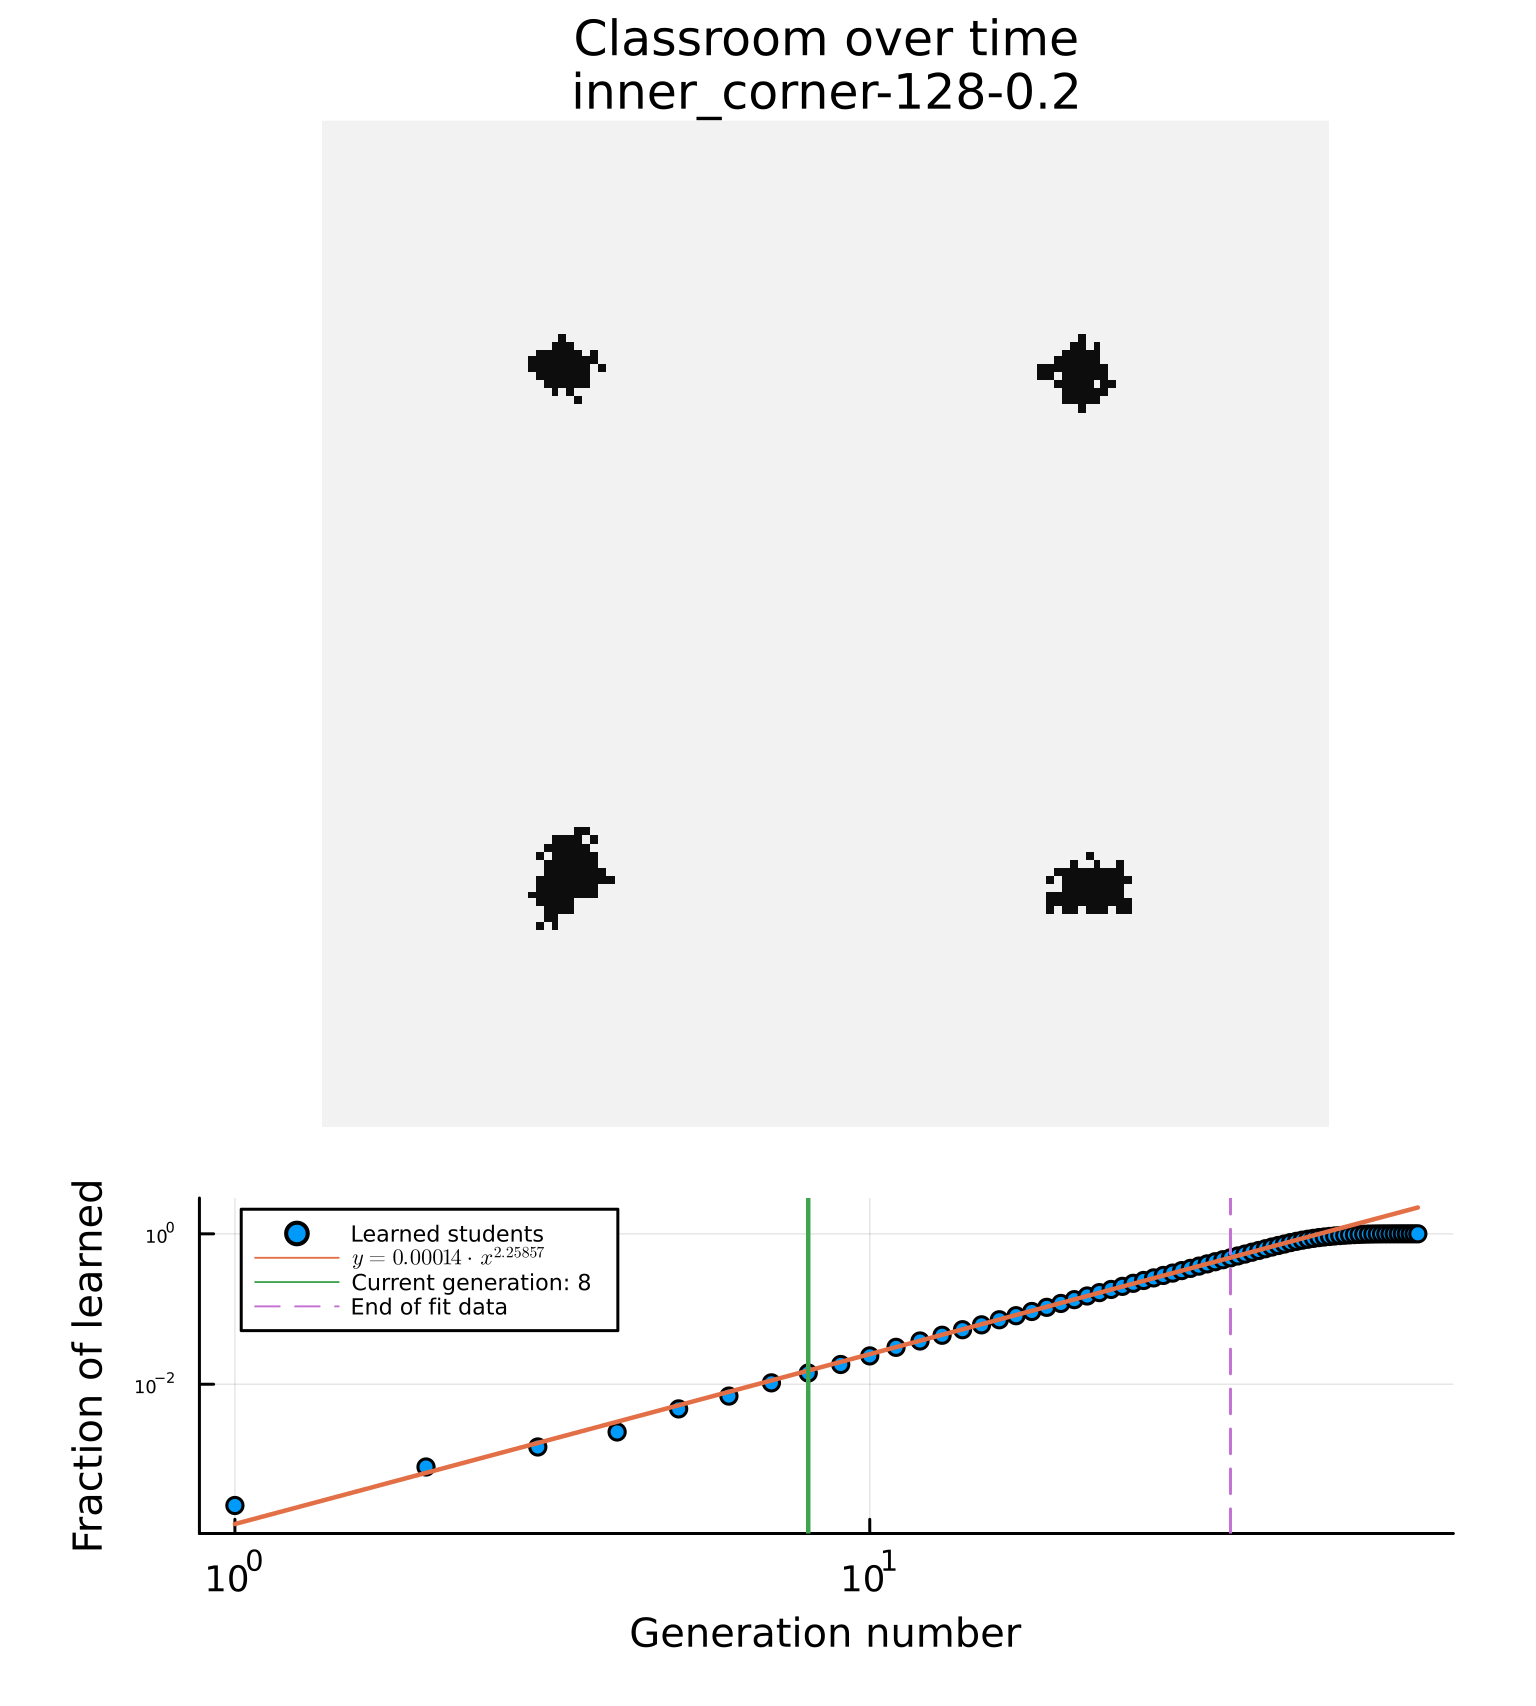 Classroom over time
inner_corner-128-0.2
Fraction of learned
10⁰
10⁻²
Learned students
y = 0.00014 · x^2.25857
Current generation: 8
End of fit data
10⁰ 10¹
Generation number